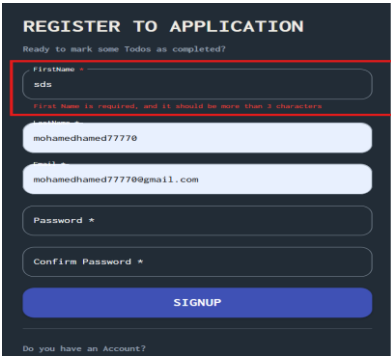 REGISTER TO APPLICATION
Ready to mark some Todos as completed?
FirstName *
sds
First Name is required, and it should be more than 3 characters
LastName *
mohamedhamed77770
Email *
mohamedhamed77770@gmail.com
Password *
Confirm Password *
SIGNUP
Do you have an Account?